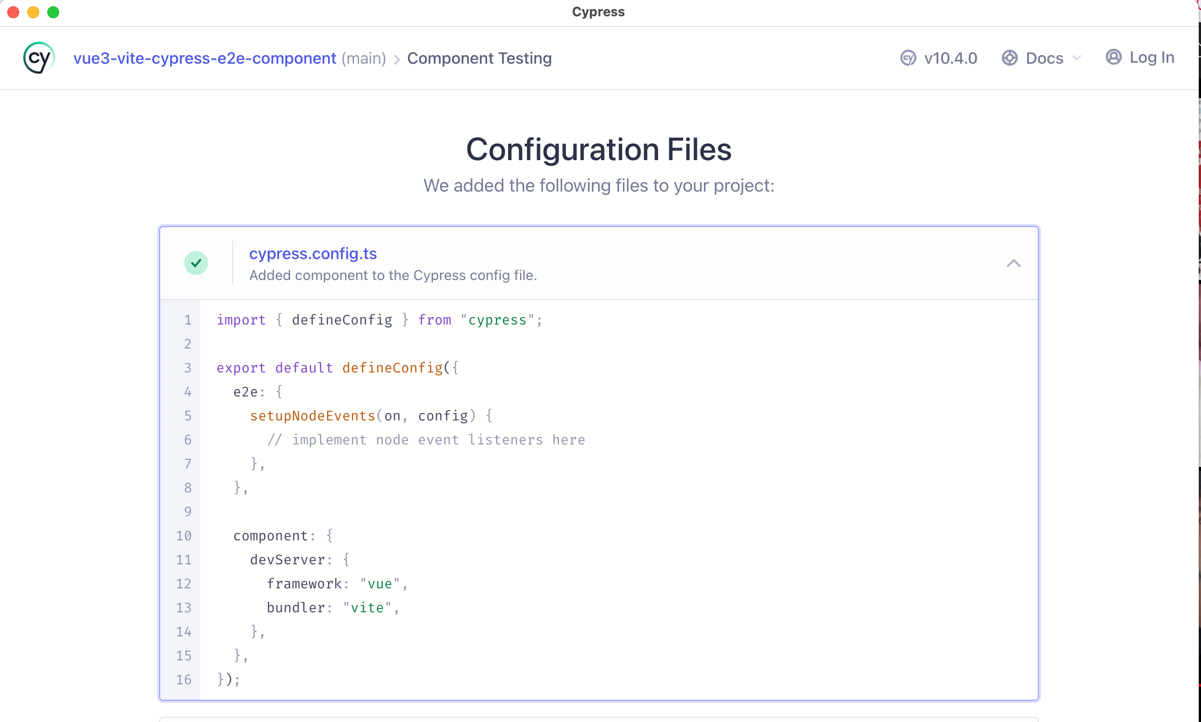 Cypress
cy vue3-vite-cypress-e2e-component (main) > Component Testing v10.4.0 Docs Log In
Configuration Files
We added the following files to your project:
cypress.config.ts
Added component to the Cypress config file.
1 import { defineConfig } from "cypress";
2
3 export default defineConfig({
4   e2e: {
5     setupNodeEvents(on, config) {
6       // implement node event listeners here
7     },
8   },
9
10   component: {
11     devServer: {
12       framework: "vue",
13       bundler: "vite",
14     },
15   },
16 });